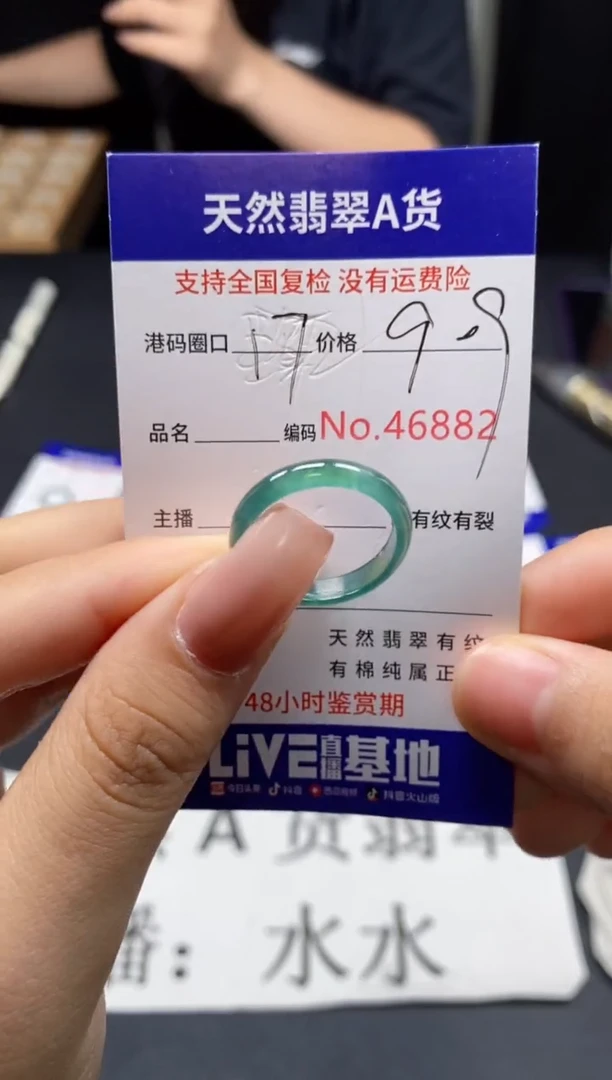 天然翡翠A货
支持全国复检 没有运费险
港码圈口 17 价格 9.9
品名 编码 No.46882
主播 有纹有裂
天然翡翠有纹
有棉纯属正
48小时鉴赏期
LiVE直播基地
今日头条 抖音 西瓜视频 抖音火山版
A货翡翠
播：水水